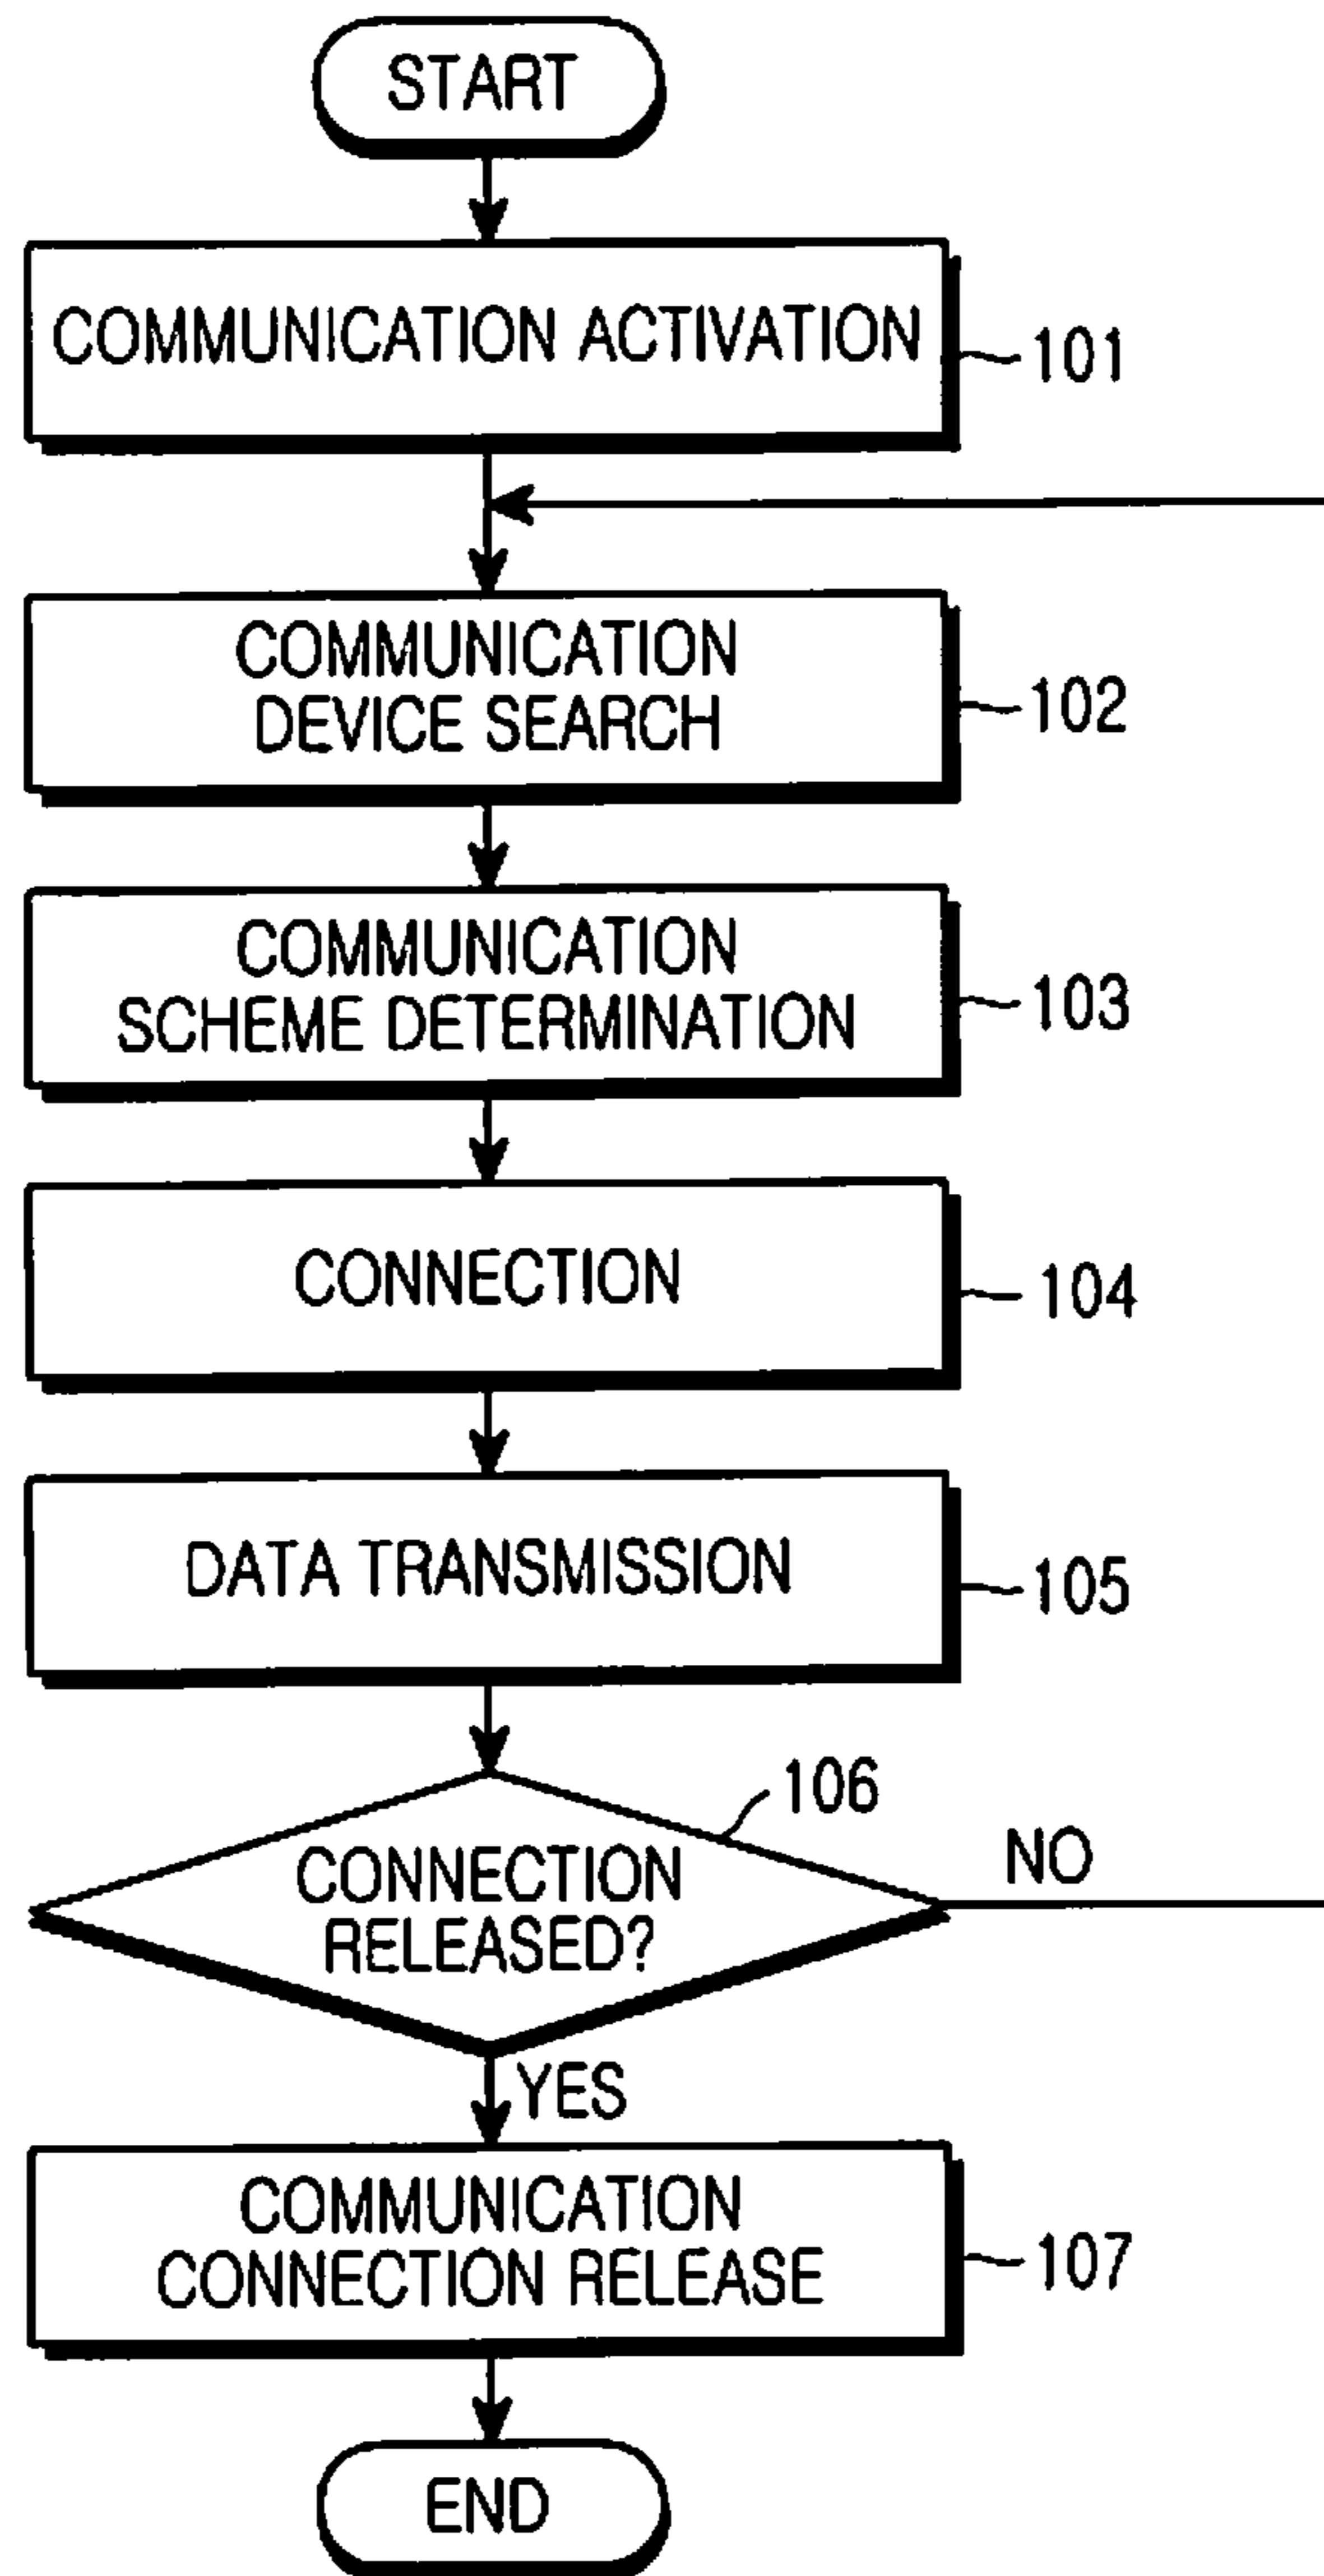 START
COMMUNICATION ACTIVATION
101
COMMUNICATION
DEVICE SEARCH
102
COMMUNICATION
SCHEME DETERMINATION
103
CONNECTION
104
DATA TRANSMISSION
105
106
CONNECTION
RELEASED?
NO
YES
COMMUNICATION
CONNECTION RELEASE
107
END